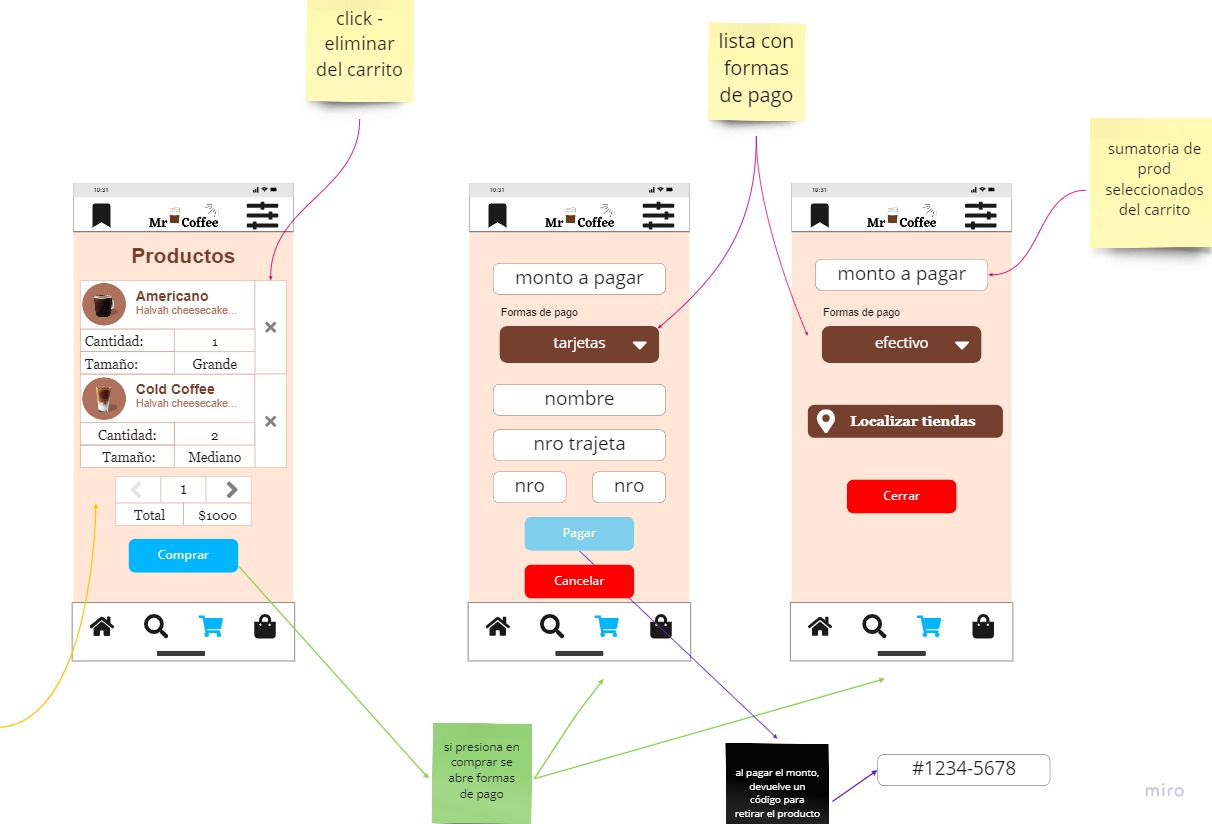 click -
eliminar
del carrito
lista con
formas
de pago
sumatoria de
prod
seleccionados
del carrito
10:31
Mr Coffee
Productos
Americano
Halvah cheesecake...
Cantidad:
1
Tamaño:
Grande
Cold Coffee
Halvah cheesecake...
Cantidad:
2
Tamaño:
Mediano
1
Total
$1000
Comprar
10:31
Mr Coffee
monto a pagar
Formas de pago
tarjetas
nombre
nro trajeta
nro
nro
Pagar
Cancelar
10:31
Mr Coffee
monto a pagar
Formas de pago
efectivo
Localizar tiendas
Cerrar
si presiona en
comprar se
abre formas
de pago
al pagar el monto,
devuelve un
código para
retirar el producto
#1234-5678
miro